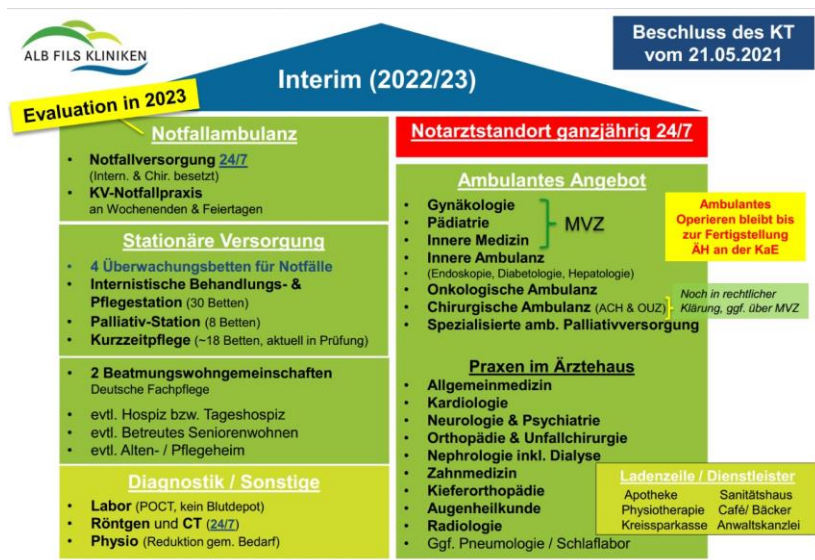 ALB FILS KLINIKEN
Beschluss des KT
vom 21.05.2021
Interim (2022/23)
Evaluation in 2023
Notfallambulanz
• Notfallversorgung 24/7
(Intern. & Chir. besetzt)
• KV-Notfallpraxis
an Wochenenden & Feiertagen
Stationäre Versorgung
• 4 Überwachungsbetten für Notfälle
• Internistische Behandlungs- &
Pflegestation (30 Betten)
• Palliativ-Station (8 Betten)
• Kurzzeitpflege (~18 Betten, aktuell in Prüfung)
• 2 Beatmungswohngemeinschaften
Deutsche Fachpflege
• evtl. Hospiz bzw. Tageshospiz
• evtl. Betreutes Seniorenwohnen
• evtl. Alten- / Pflegeheim
Diagnostik / Sonstige
• Labor (POCT, kein Blutdepot)
• Röntgen und CT (24/7)
• Physio (Reduktion gem. Bedarf)
Notarztstandort ganzjährig 24/7
Ambulantes Angebot
• Gynäkologie
• Pädiatrie
• Innere Medizin
MVZ
• Innere Ambulanz
(Endoskopie, Diabetologie, Hepatologie)
• Onkologische Ambulanz
• Chirurgische Ambulanz (ACH & OUZ)
• Spezialisierte amb. Palliativversorgung
Ambulantes
Operieren bleibt bis
zur Fertigstellung
ÄH an der KaE
Noch in rechtlicher
Klärung, ggf. über MVZ
Praxen im Ärztehaus
• Allgemeinmedizin
• Kardiologie
• Neurologie & Psychiatrie
• Orthopädie & Unfallchirurgie
• Nephrologie inkl. Dialyse
• Zahnmedizin
• Kieferorthopädie
• Augenheilkunde
• Radiologie
• Ggf. Pneumologie / Schlaflabor
Ladenzeile / Dienstleister
Apotheke Sanitätshaus
Physiotherapie Café/ Bäcker
Kreissparkasse Anwaltskanzlei